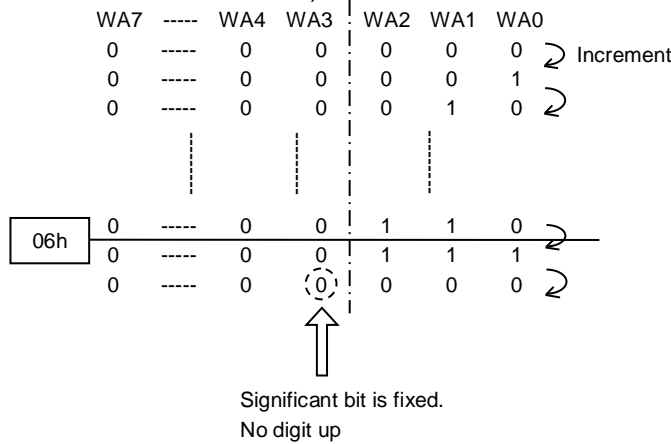 WA7 ----- WA4 WA3 WA2 WA1 WA0
0 ----- 0 0 0 0 0 Increment
0 ----- 0 0 0 0 1
0 ----- 0 0 0 1 0
0 ----- 0 0 1 1 0
06h
0 ----- 0 0 1 1 1
0 ----- 0 0 0 0 0
Significant bit is fixed.
No digit up